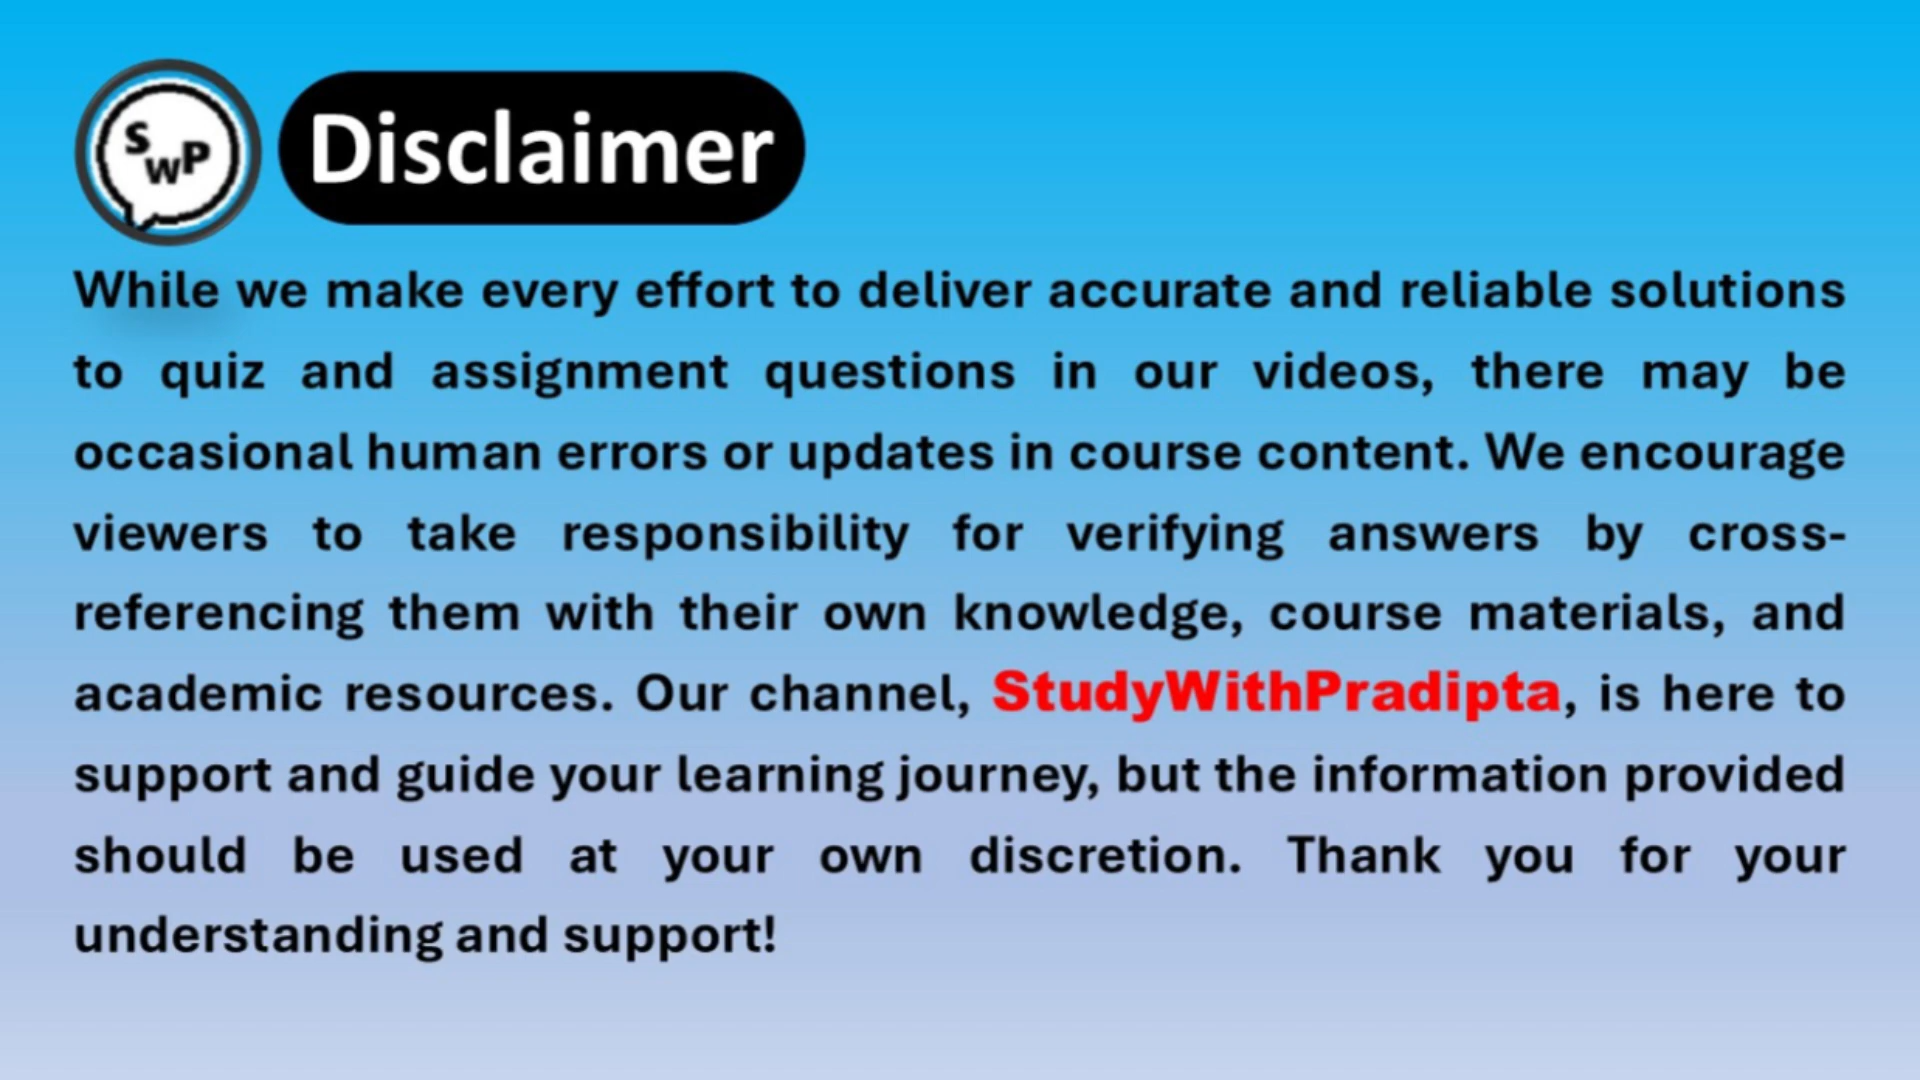 SWP
Disclaimer
While we make every effort to deliver accurate and reliable solutions
to quiz and assignment questions in our videos, there may be
occasional human errors or updates in course content. We encourage
viewers to take responsibility for verifying answers by cross-
referencing them with their own knowledge, course materials, and
academic resources. Our channel, StudyWithPradipta, is here to
support and guide your learning journey, but the information provided
should be used at your own discretion. Thank you for your
understanding and support!